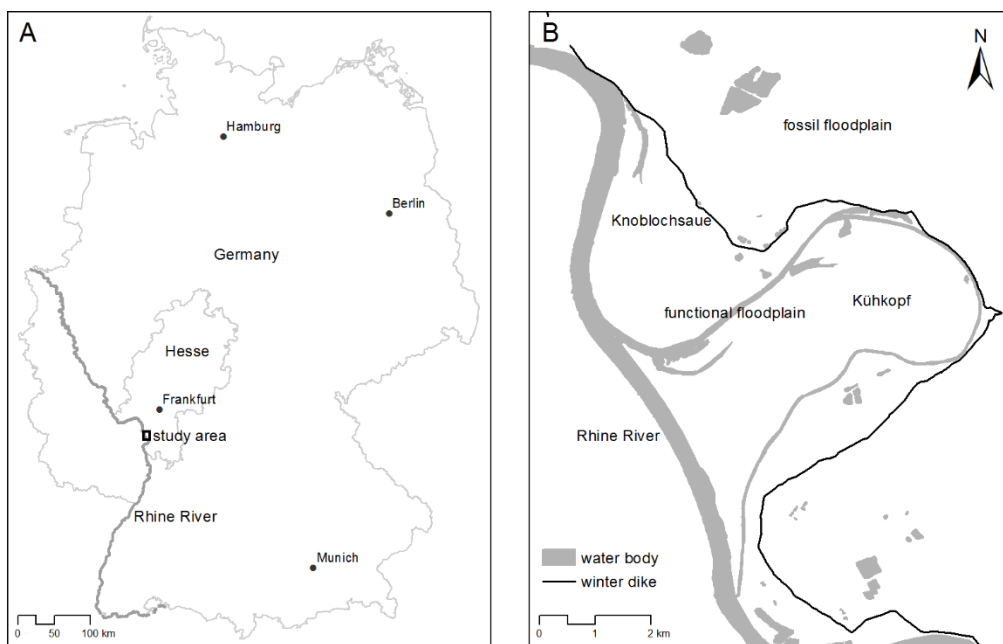 A
Hamburg
Berlin
Germany
Hesse
Frankfurt
study area
Rhine River
Munich
0 50 100 km
B
N
fossil floodplain
Knoblochsaue
functional floodplain
Kühkopf
Rhine River
water body
winter dike
0 1 2 km